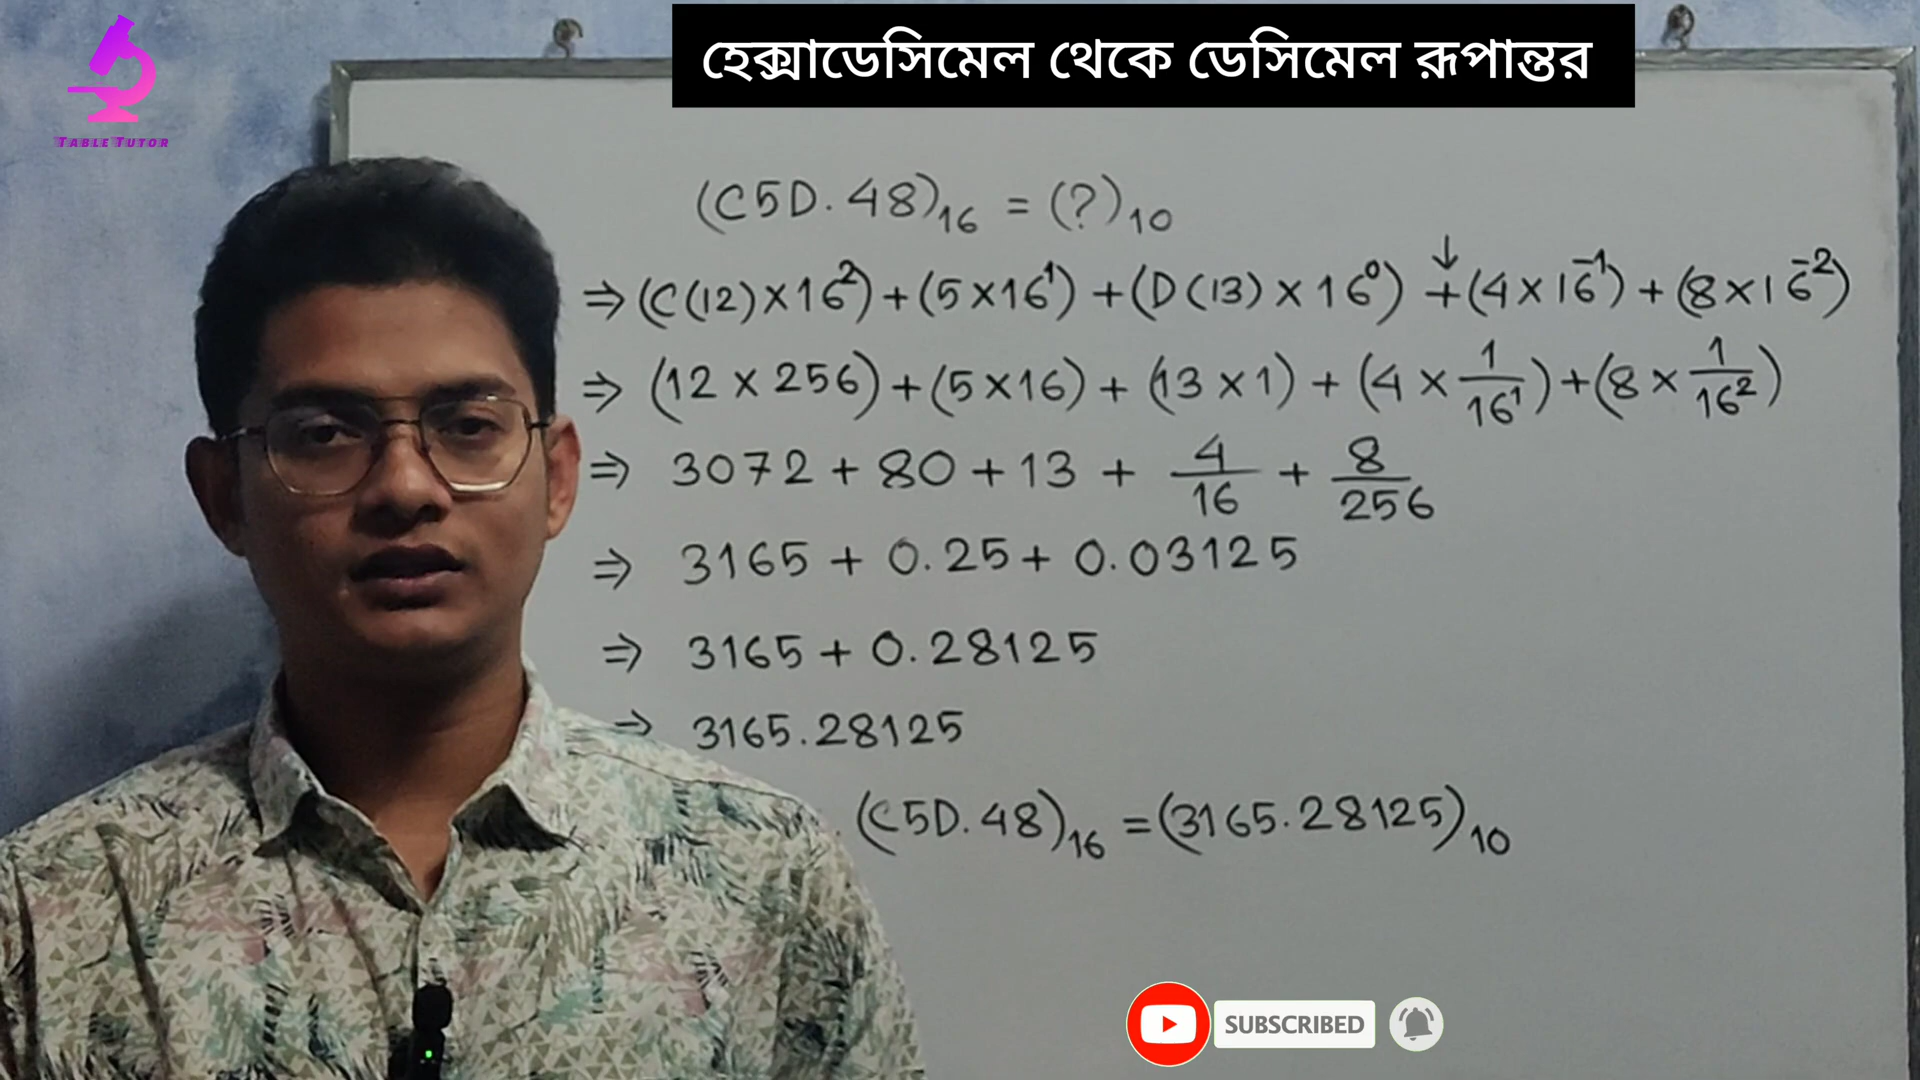 হেক্সাডেসিমেল থেকে ডেসিমেল রূপান্তর
TABLE TUTOR
(C5D.48)₁₆ = (?)₁₀
⇒ (C(12)×16²)+(5×16¹)+(D(13)×16⁰) ↓+(4×16⁻¹)+(8×16⁻²)
⇒ (12×256)+(5×16)+(13×1)+(4×1/16¹)+(8×1/16²)
⇒ 3072+80+13+4/16+8/256
⇒ 3165+0.25+0.03125
⇒ 3165+0.28125
⇒ 3165.28125
(C5D.48)₁₆ =(3165.28125)₁₀
SUBSCRIBED